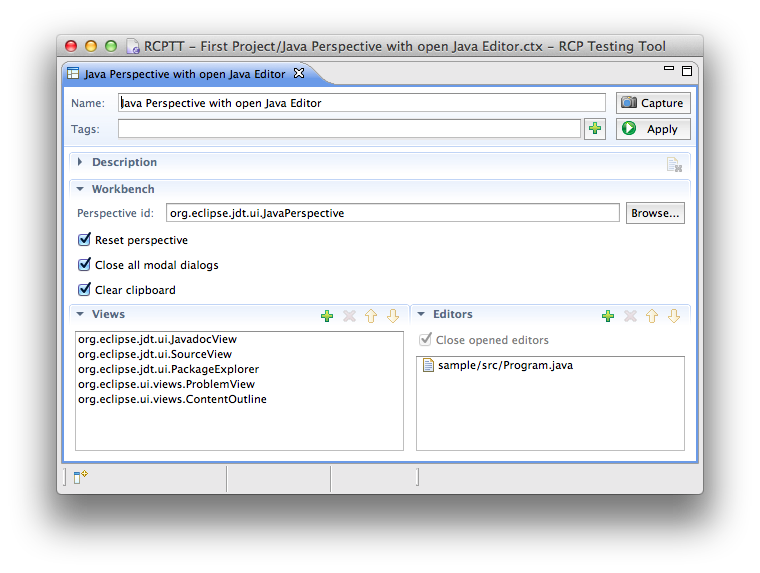 RCPTT – First Project/Java Perspective with open Java Editor.ctx – RCP Testing Tool
Java Perspective with open Java Editor
Name: Java Perspective with open Java Editor Capture
Tags: Apply
Description
Workbench
Perspective id: org.eclipse.jdt.ui.JavaPerspective Browse...
Reset perspective
Close all modal dialogs
Clear clipboard
Views
org.eclipse.jdt.ui.JavadocView
org.eclipse.jdt.ui.SourceView
org.eclipse.jdt.ui.PackageExplorer
org.eclipse.ui.views.ProblemView
org.eclipse.ui.views.ContentOutline
Editors
Close opened editors
sample/src/Program.java